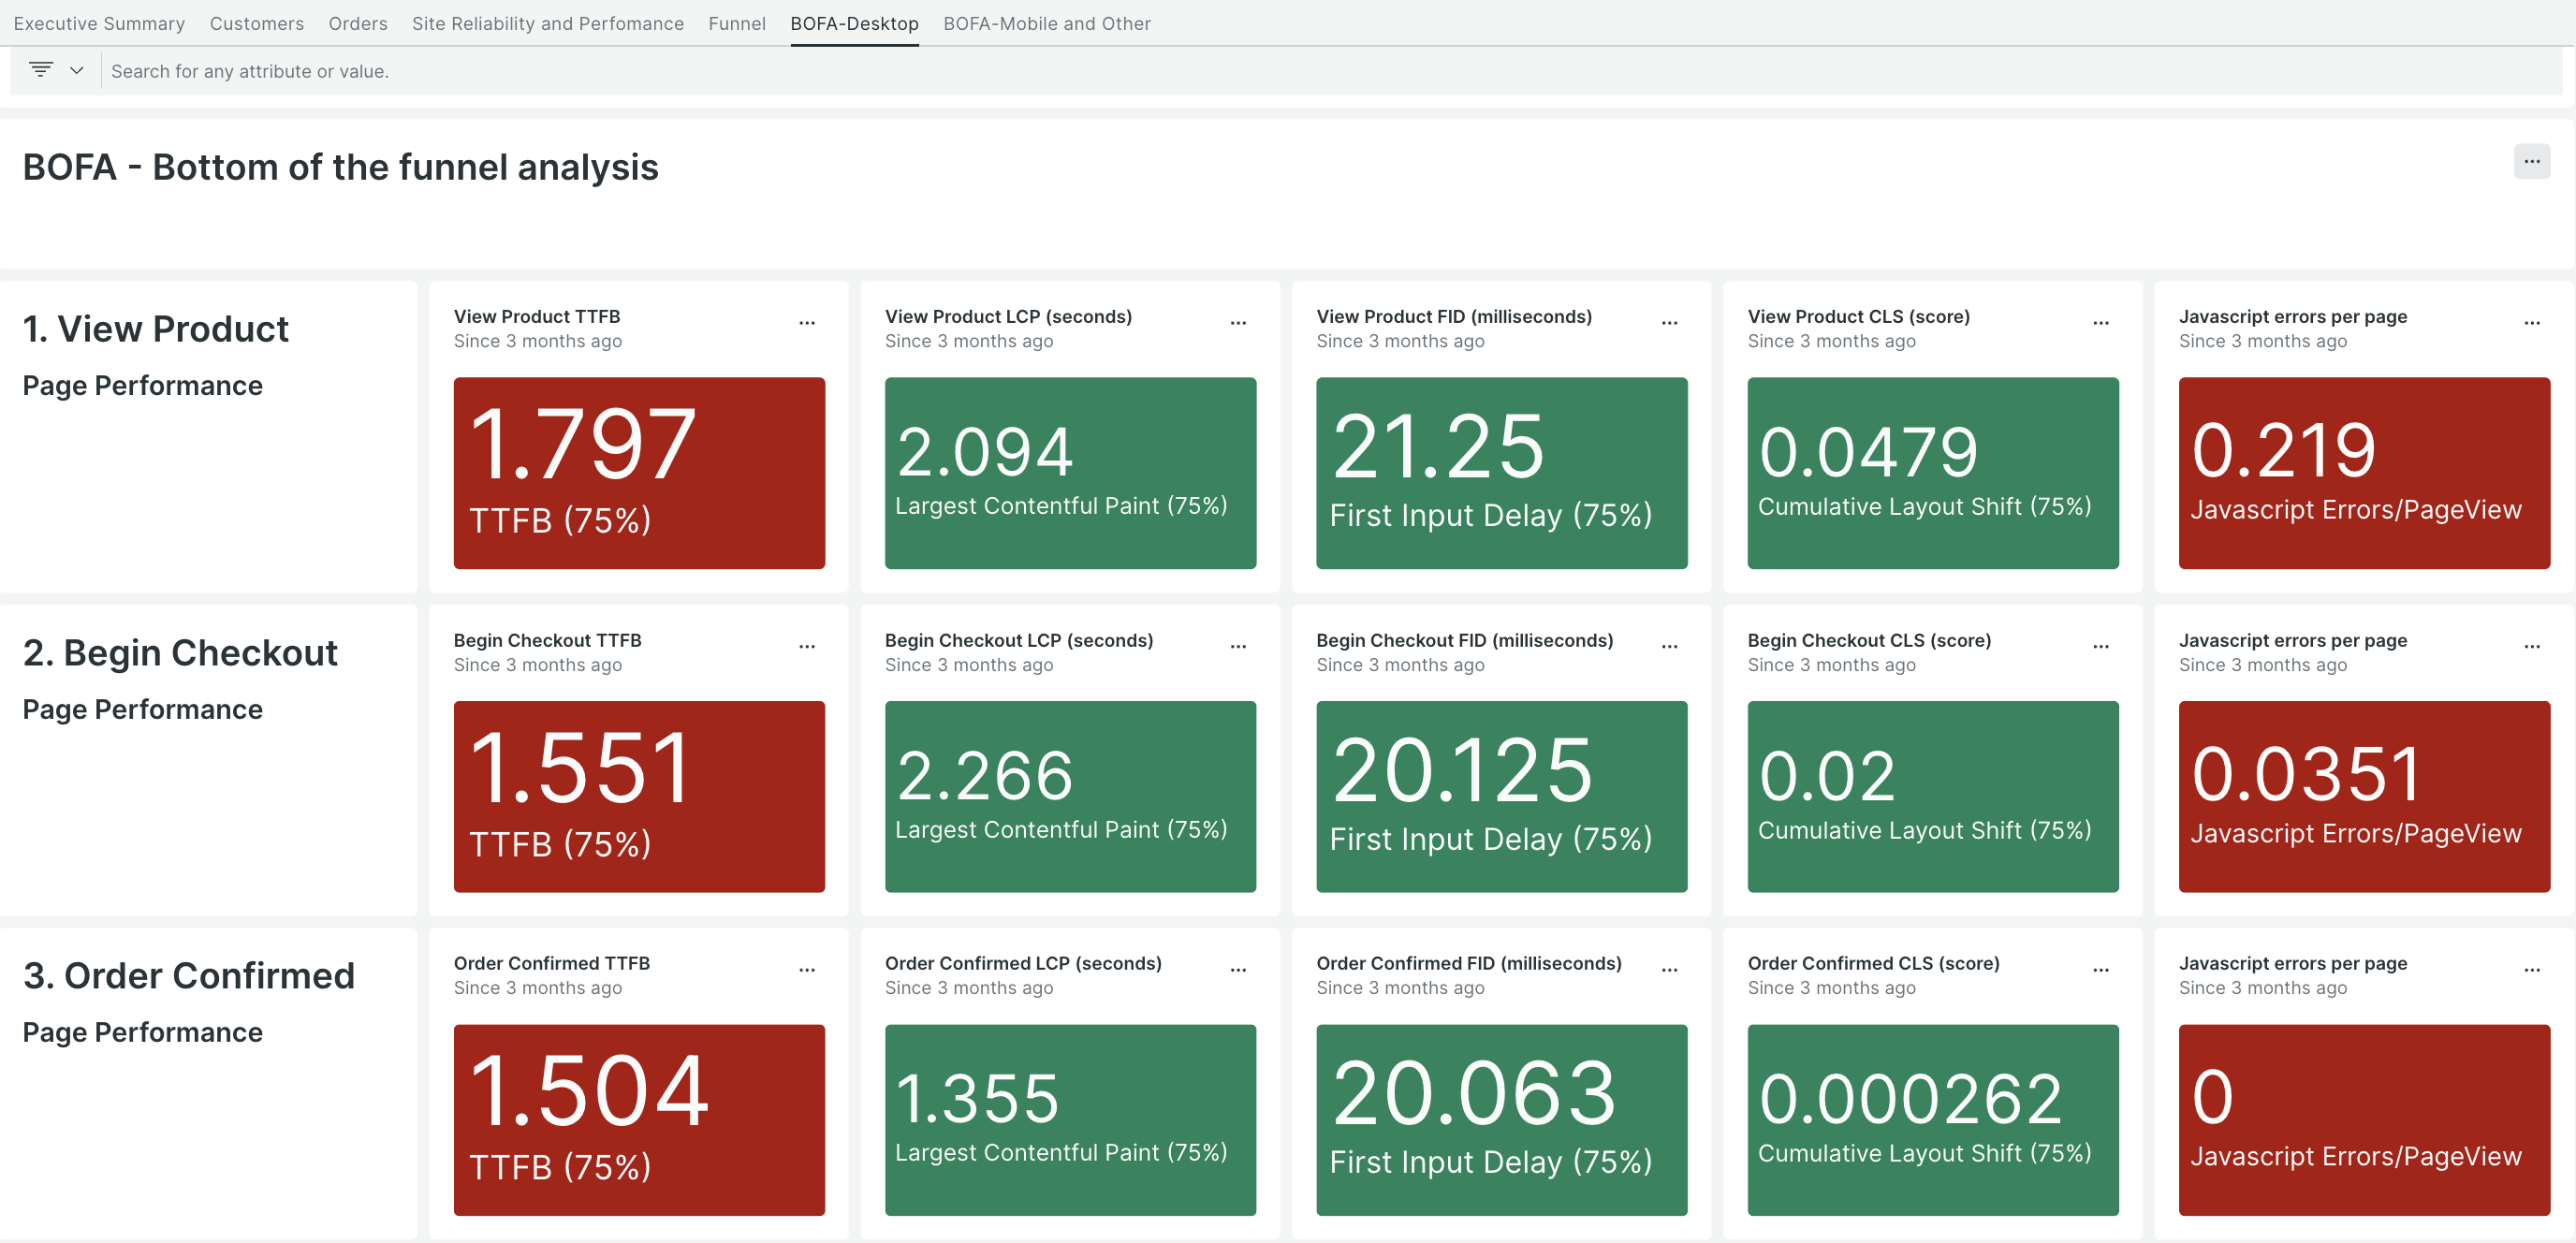 Executive Summary Customers Orders Site Reliability and Perfomance Funnel BOFA-Desktop BOFA-Mobile and Other
Search for any attribute or value.
BOFA - Bottom of the funnel analysis
1. View Product
Page Performance
View Product TTFB
Since 3 months ago
1.797
TTFB (75%)
View Product LCP (seconds)
Since 3 months ago
2.094
Largest Contentful Paint (75%)
View Product FID (milliseconds)
Since 3 months ago
21.25
First Input Delay (75%)
View Product CLS (score)
Since 3 months ago
0.0479
Cumulative Layout Shift (75%)
Javascript errors per page
Since 3 months ago
0.219
Javascript Errors/PageView
2. Begin Checkout
Page Performance
Begin Checkout TTFB
Since 3 months ago
1.551
TTFB (75%)
Begin Checkout LCP (seconds)
Since 3 months ago
2.266
Largest Contentful Paint (75%)
Begin Checkout FID (milliseconds)
Since 3 months ago
20.125
First Input Delay (75%)
Begin Checkout CLS (score)
Since 3 months ago
0.02
Cumulative Layout Shift (75%)
Javascript errors per page
Since 3 months ago
0.0351
Javascript Errors/PageView
3. Order Confirmed
Page Performance
Order Confirmed TTFB
Since 3 months ago
1.504
TTFB (75%)
Order Confirmed LCP (seconds)
Since 3 months ago
1.355
Largest Contentful Paint (75%)
Order Confirmed FID (milliseconds)
Since 3 months ago
20.063
First Input Delay (75%)
Order Confirmed CLS (score)
Since 3 months ago
0.000262
Cumulative Layout Shift (75%)
Javascript errors per page
Since 3 months ago
0
Javascript Errors/PageView